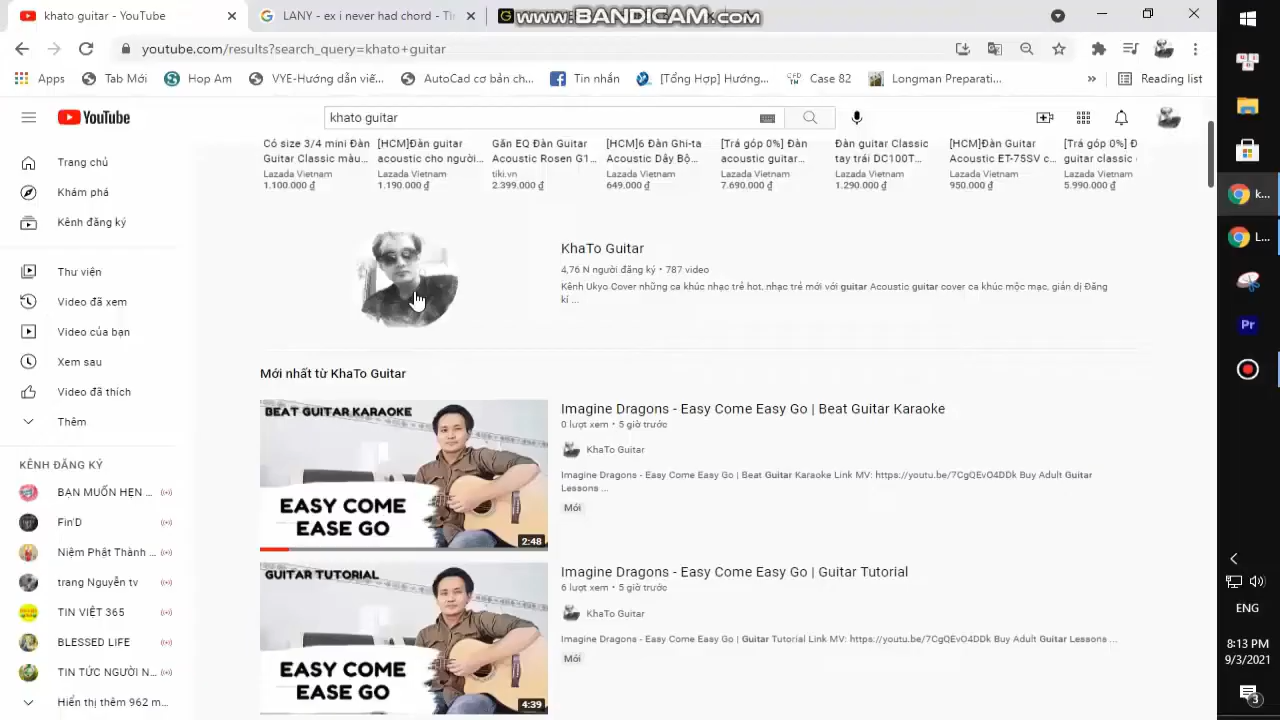 khato guitar - YouTube
LANY - ex i never had chord - Ti
www.BANDICAM.com
youtube.com/results?search_query=khato+guitar
Apps
Tab Mới
Hop Am
VYE-Hướng dẫn viế...
AutoCad cơ bản ch...
Tin nhắn
[Tổng Hợp] Hướng...
Case 82
Longman Preparati...
»
Reading list
YouTube
khato guitar
Trang chủ
Khám phá
Kênh đăng ký
Thư viện
Video đã xem
Video của bạn
Xem sau
Video đã thích
Thêm
KÊNH ĐĂNG KÝ
BẠN MUỐN HẸN ...
Fin'D
Niệm Phật Thành ...
trang Nguyễn tv
TIN VIỆT 365
BLESSED LIFE
TIN TỨC NGƯỜI N...
Hiển thị thêm 962 m...
Có size 3/4 mini Đàn
Guitar Classic màu...
Lazada Vietnam
1.100.000 ₫
[HCM]Đàn guitar
acoustic cho người...
Lazada Vietnam
1.190.000 ₫
Gắn EQ Đàn Guitar
Acoustic Rosen G1...
tiki.vn
2.399.000 ₫
[HCM]6 Dây Ghi-ta
Acoustic Dây Bộ...
Lazada Vietnam
649.000 ₫
[Trả góp 0%] Đàn
acoustic guitar...
Lazada Vietnam
7.690.000 ₫
Đàn guitar Classic
tay trái DC100T...
Lazada Vietnam
1.290.000 ₫
[HCM]Đàn Guitar
Acoustic ET-75SV c...
Lazada Vietnam
950.000 ₫
[Trả góp 0%] Đàn
guitar classic
Lazada Vietnam
5.990.000 ₫
KhaTo Guitar
4,76 N người đăng ký • 787 video
Kênh Ukyo Cover những ca khúc nhạc trẻ hot, nhạc trẻ mới với guitar Acoustic guitar cover ca khúc mộc mạc, giản dị Đăng
kí ...
Mới nhất từ KhaTo Guitar
BEAT GUITAR KARAOKE
EASY COME
EASE GO
2:48
Imagine Dragons - Easy Come Easy Go | Beat Guitar Karaoke
0 lượt xem • 5 giờ trước
KhaTo Guitar
Imagine Dragons - Easy Come Easy Go | Beat Guitar Karaoke Link MV: https://youtu.be/7CgQEvO4DDk Buy Adult Guitar
Lessons ...
Mới
GUITAR TUTORIAL
EASY COME
EASE GO
4:39
Imagine Dragons - Easy Come Easy Go | Guitar Tutorial
6 lượt xem • 5 giờ trước
KhaTo Guitar
Imagine Dragons - Easy Come Easy Go | Guitar Tutorial Link MV: https://youtu.be/7CgQEvO4DDk Buy Adult Guitar Lessons ...
Mới
k...
L...
Pr
ENG
8:13 PM
9/3/2021
3